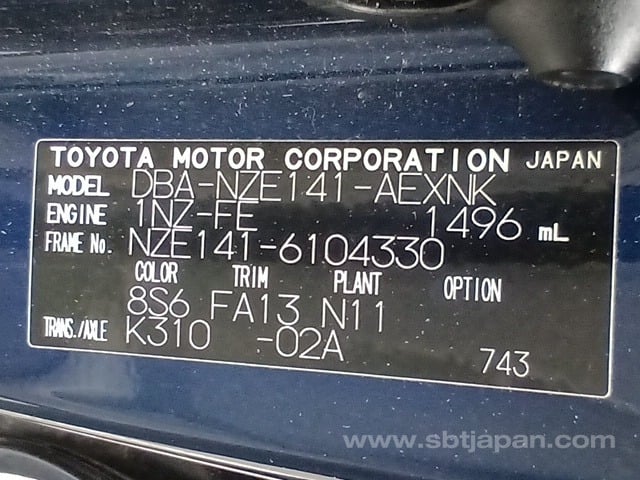 TOYOTA MOTOR CORPORATION JAPAN
MODEL DBA-NZE141-AEXNK
ENGINE 1NZ-FE 1496 mL
FRAME No. NZE141-6104330
COLOR TRIM PLANT OPTION
8S6 FA13 N11
TRANS./AXLE K310 -02A 743
www.sbtjapan.com